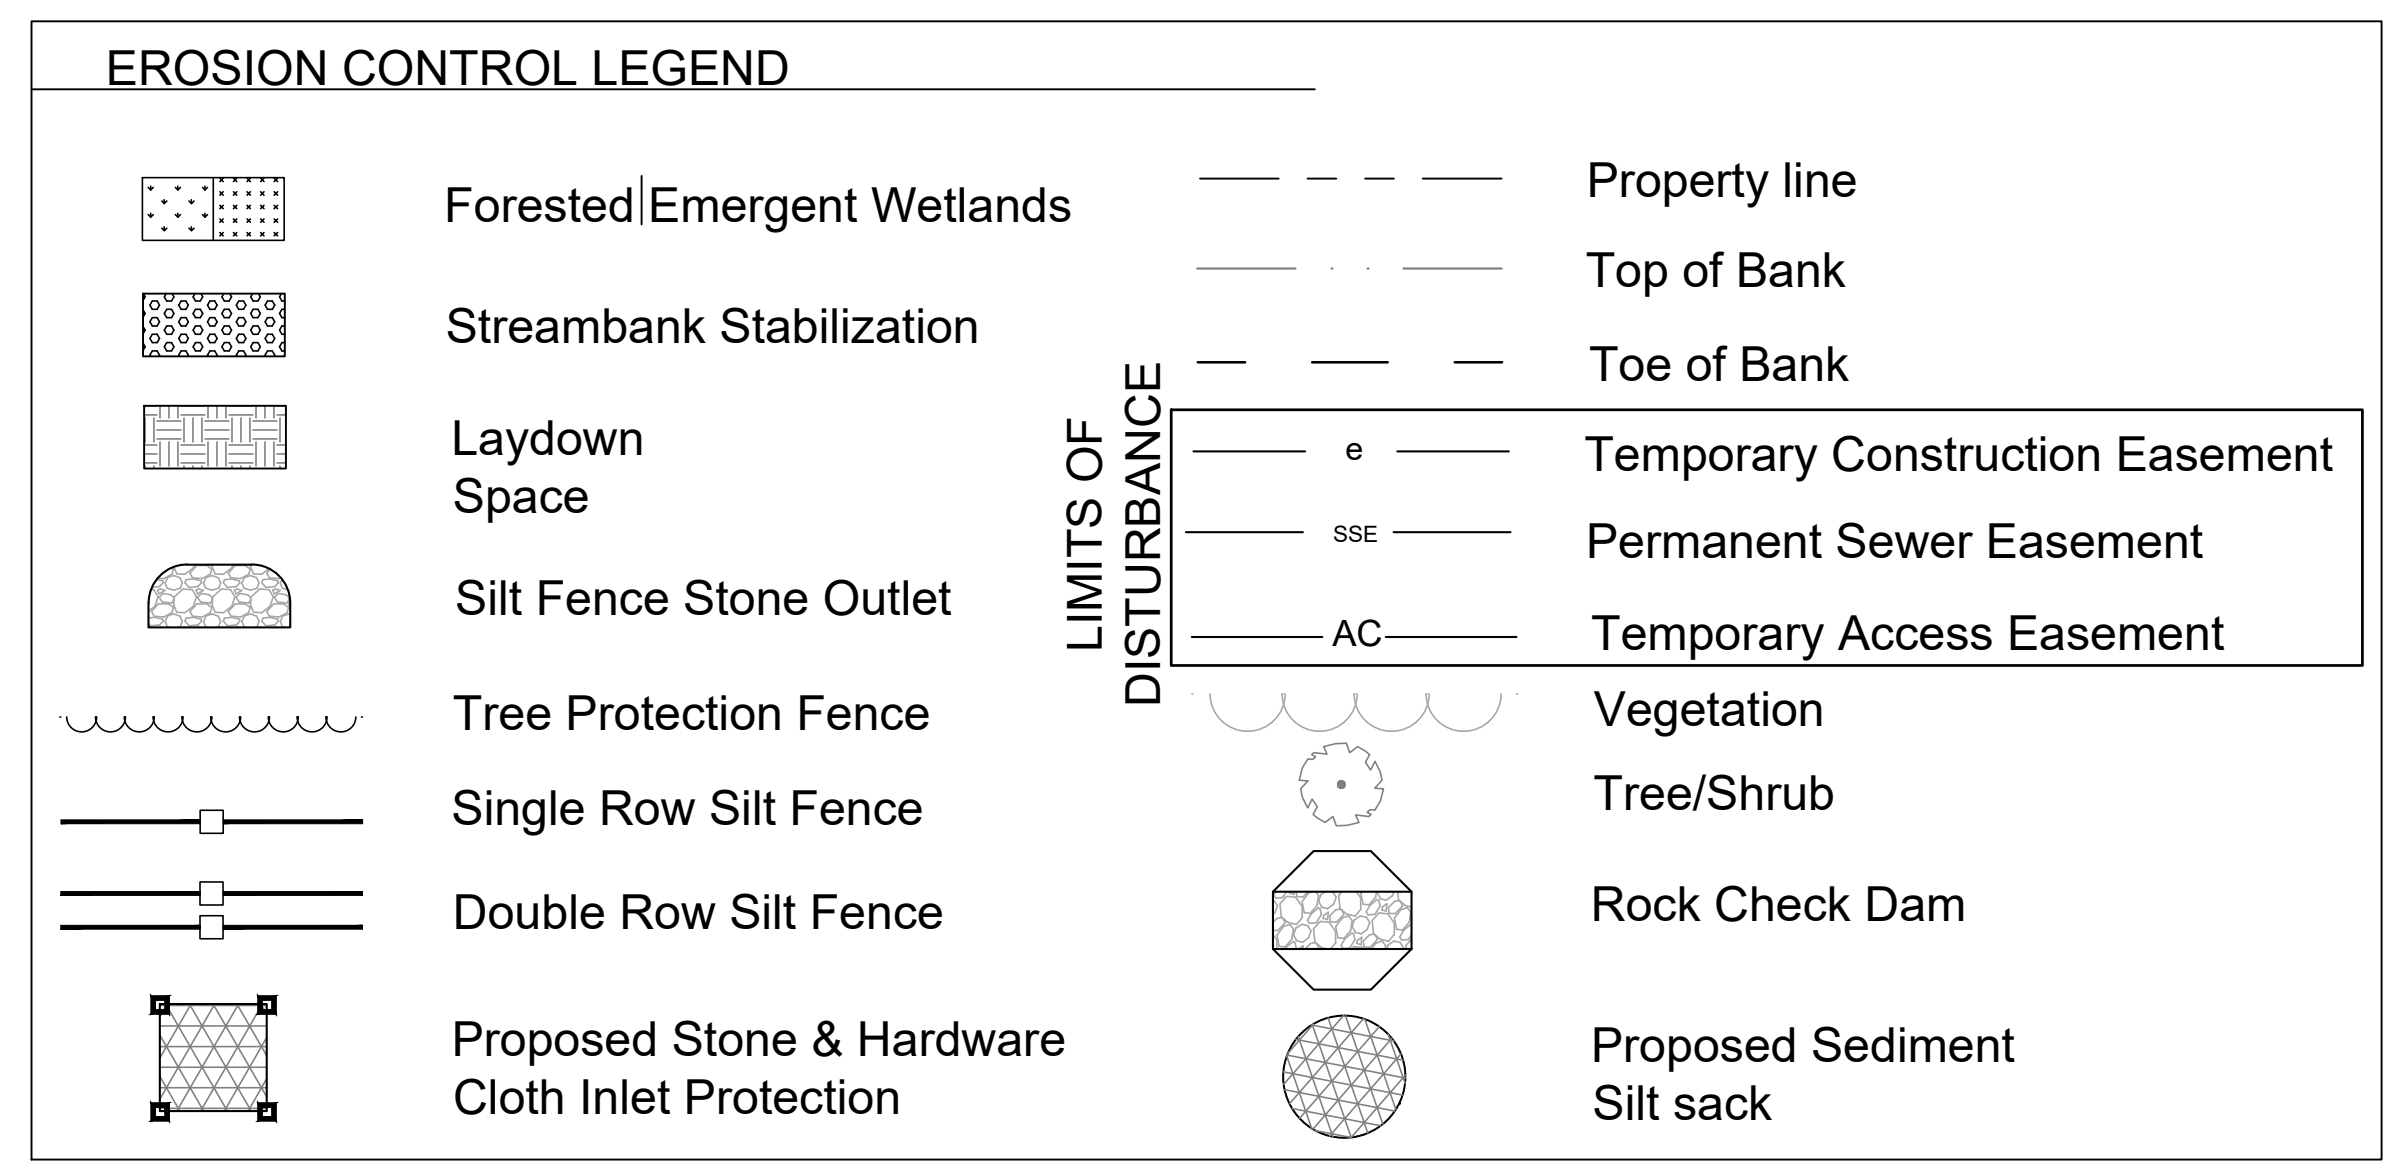 EROSION CONTROL LEGEND
Forested Emergent Wetlands
Streambank Stabilization
Laydown
Space
Silt Fence Stone Outlet
Tree Protection Fence
Single Row Silt Fence
Double Row Silt Fence
Proposed Stone & Hardware
Cloth Inlet Protection
Property line
Top of Bank
Toe of Bank
LIMITS OF
DISTURBANCE
e Temporary Construction Easement
SSE Permanent Sewer Easement
AC Temporary Access Easement
Vegetation
Tree/Shrub
Rock Check Dam
Proposed Sediment
Silt sack